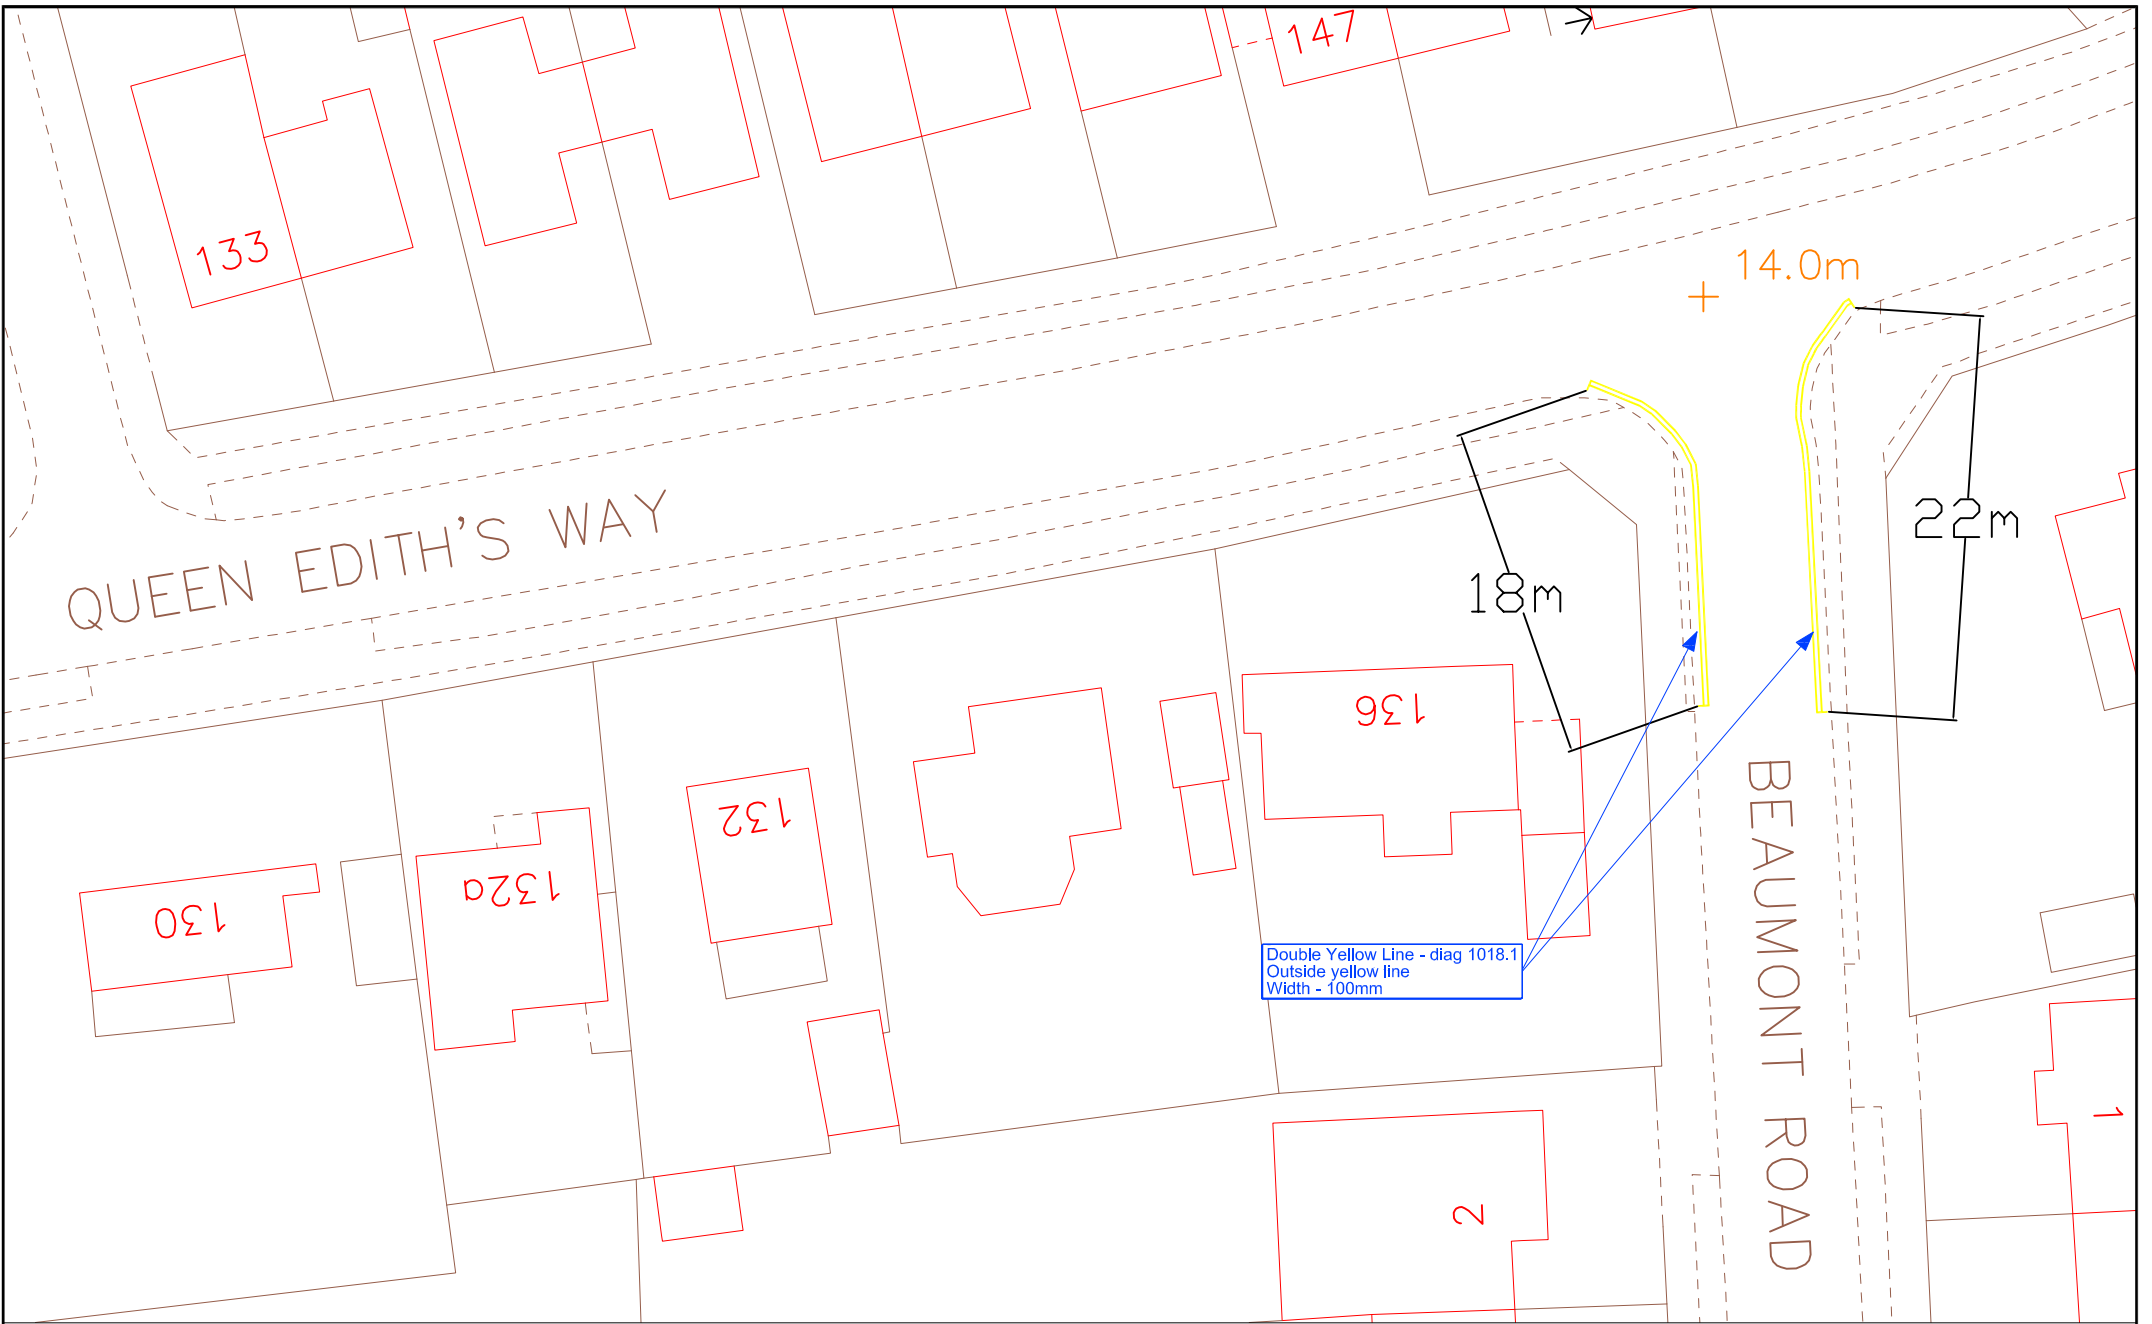 147
133
14.0m
QUEEN EDITH'S WAY
22m
18m
136
132
132a
130
Double Yellow Line - diag 1018.1
Outside yellow line
Width - 100mm
BEAUMONT ROAD
1
2